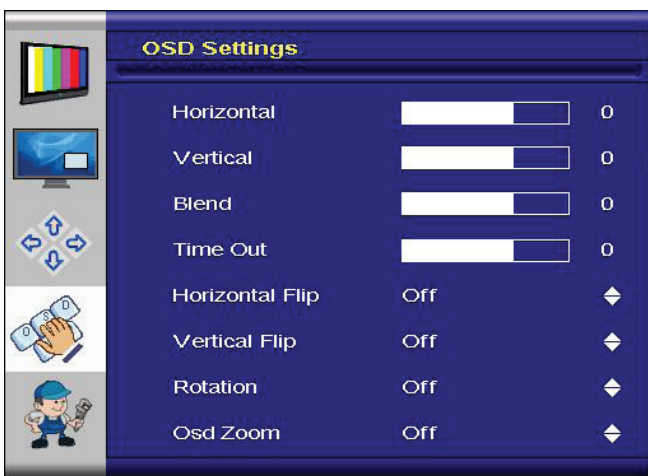 OSD Settings
Horizontal 0
Vertical 0
Blend 0
Time Out 0
Horizontal Flip Off
Vertical Flip Off
Rotation Off
Osd Zoom Off
O S D